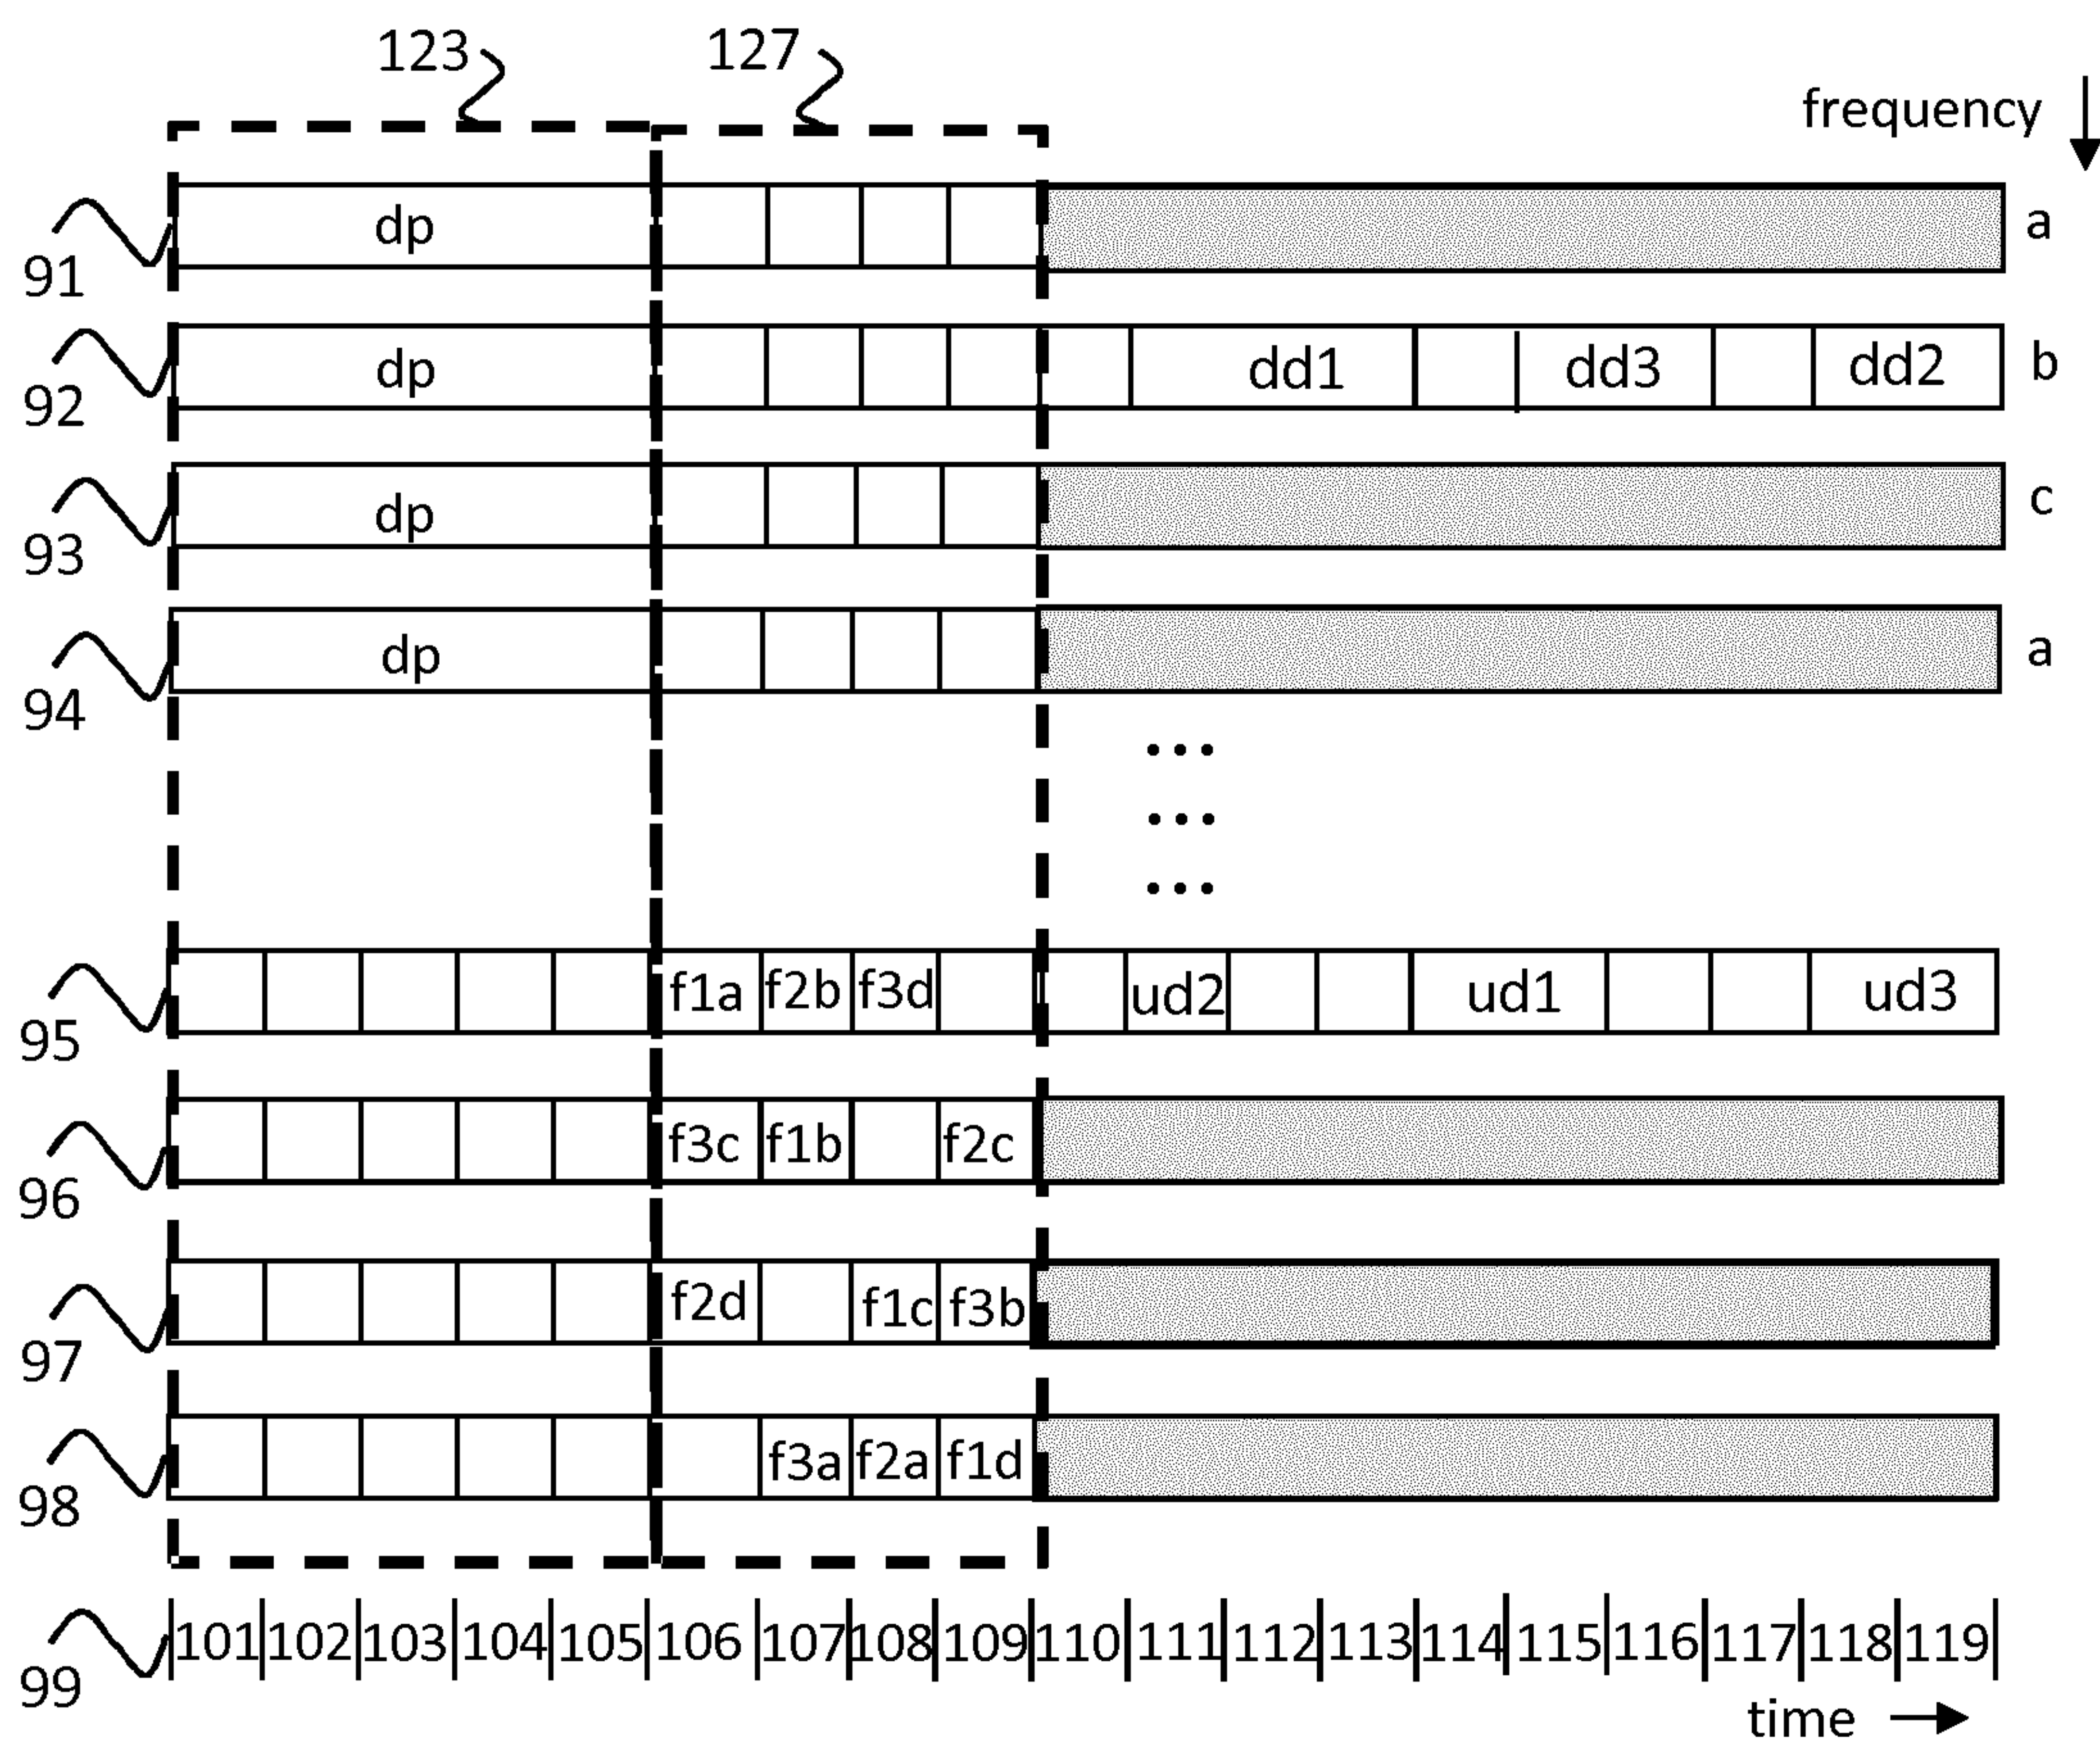 123 127
frequency
dp a
91
dp dd1 dd3 dd2 b
92
dp c
93
dp a
94
... 
... 
... 
f1a f2b f3d ud2 ud1 ud3
95
f3c f1b f2c
96
f2d f1c f3b
97
f3a f2a f1d
98
101 102 103 104 105 106 107 108 109 110 111 112 113 114 115 116 117 118 119
99
time